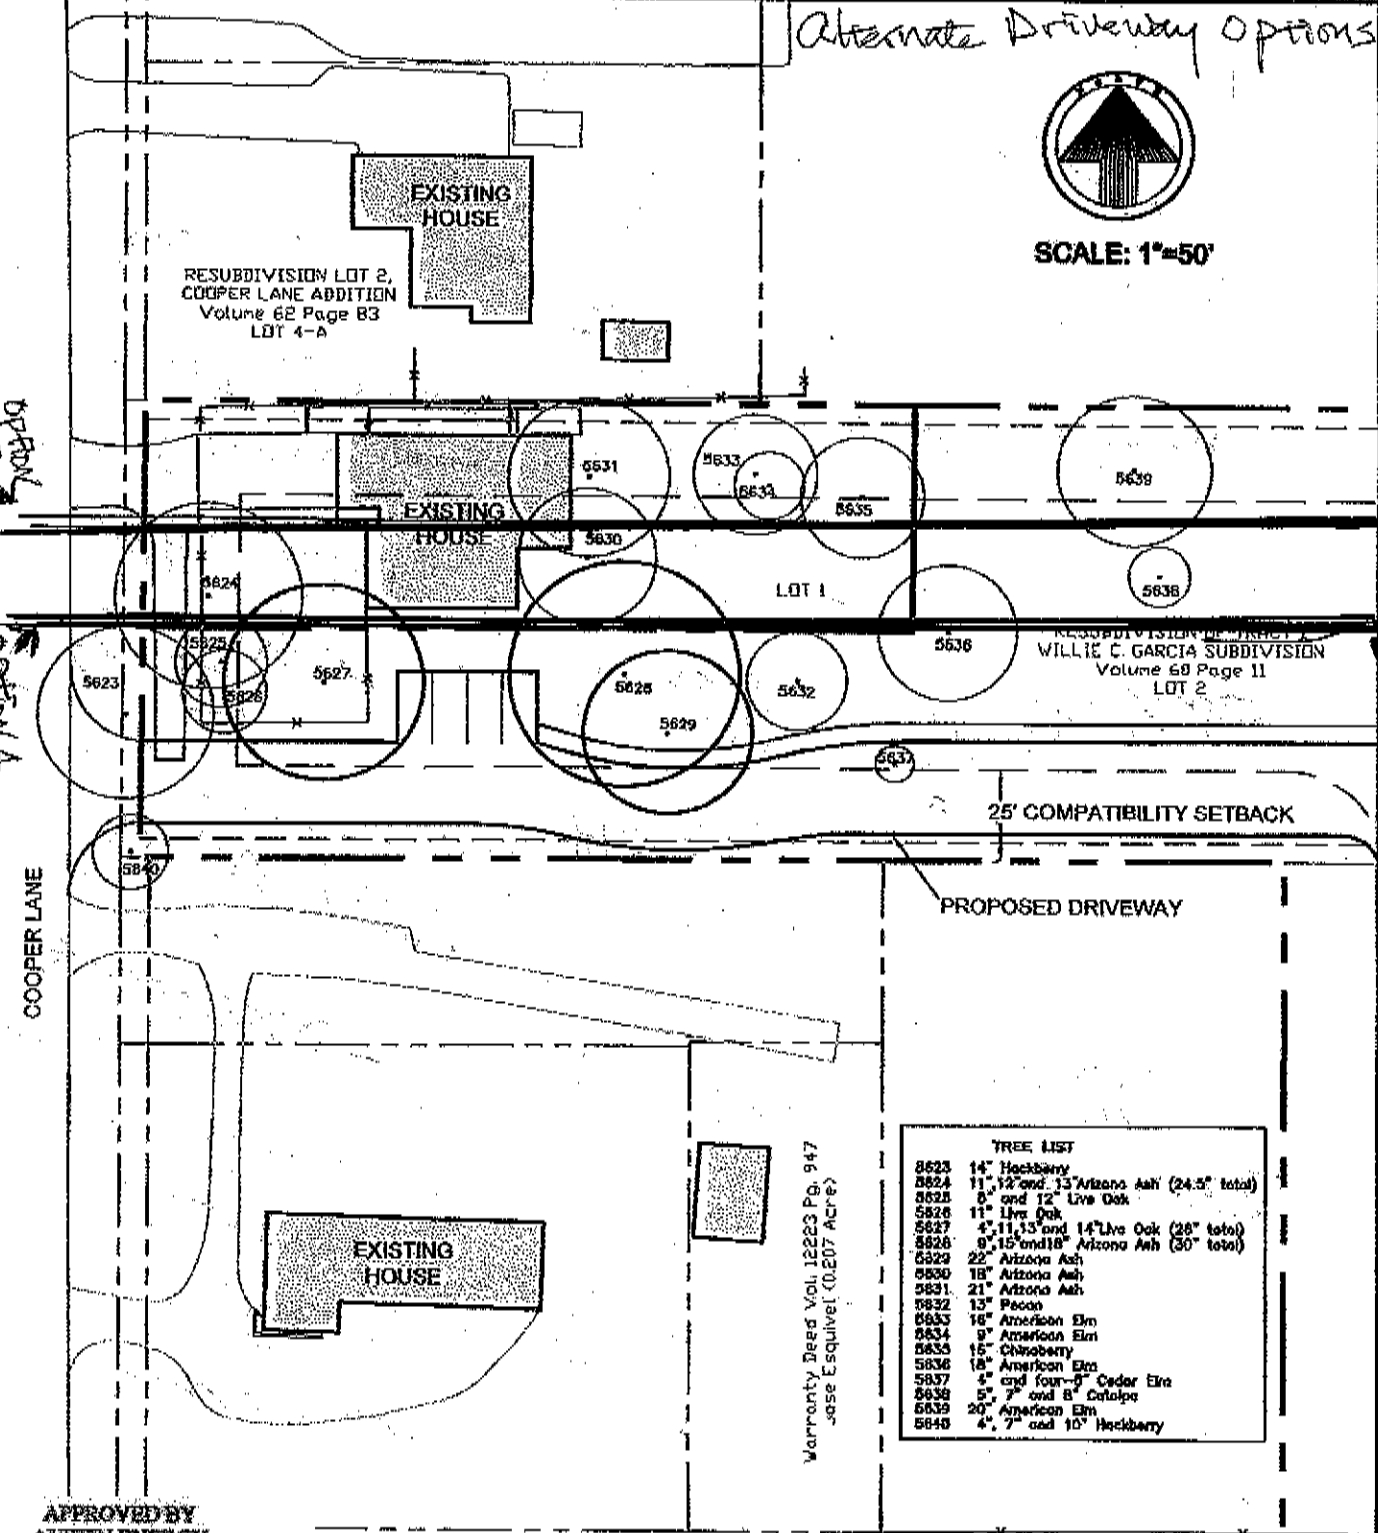 Alternate Driveway Options
SCALE: 1"=50'
EXISTING
HOUSE
RESUBDIVISION LOT 2,
COOPER LANE ADDITION
Volume 62 Page 83
LOT 4-A
5631
5633
5634
5635
5639
EXISTING
HOUSE
5630
5624
LOT 1
5638
5625
5636
RESUBDIVISION OF TRACT 1
WILLIE C. GARCIA SUBDIVISION
Volume 60 Page 11
LOT 2
5623
5626
5627
5628
5632
5629
5637
25' COMPATIBILITY SETBACK
5640
PROPOSED DRIVEWAY
COOPER LANE
EXISTING
HOUSE
Warranty Deed Vol. 12223 Pg. 947
Jose Esquivel (0.207 Acre)
TREE LIST
5623 14" Hackberry
5624 11", 12" and 13" Arizona Ash (24.5" total)
5625 8" and 12" Live Oak
5626 11" Live Oak
5627 4", 11, 13" and 14" Live Oak (28" total)
5628 9", 15" and 18" Arizona Ash (30" total)
5629 22" Arizona Ash
5630 18" Arizona Ash
5631 21" Arizona Ash
5632 13" Pecan
5633 16" American Elm
5634 9" American Elm
5635 15" Chinaberry
5636 18" American Elm
5637 4" and four-5" Cedar Elm
5638 5", 7" and 8" Catalpa
5639 20" American Elm
5640 4", 7" and 10" Hackberry
APPROVED BY